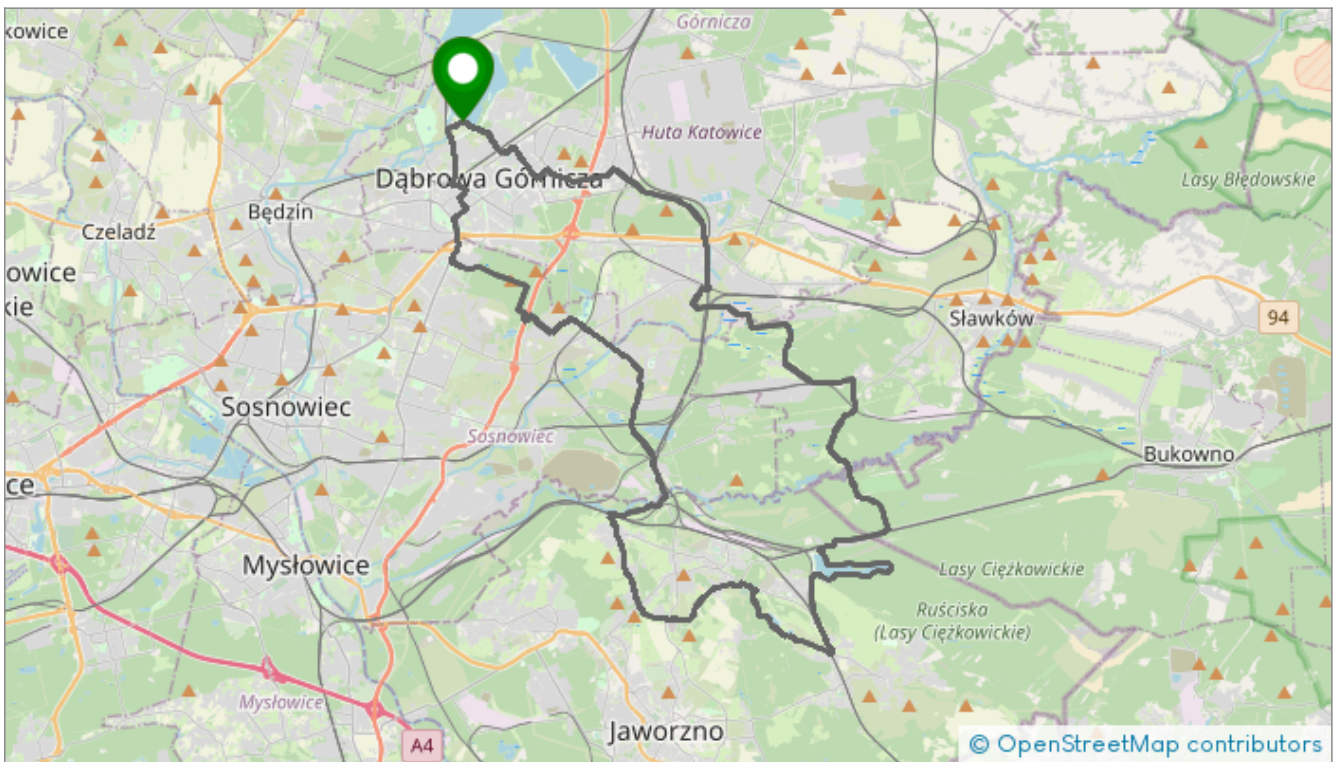 kowice
Górnicza
Huta Katowice
Dąbrowa Górnicza
Lasy Błędowskie
Będzin
Czeladź
owice
kie
Sławków
94
Sosnowiec
Sosnowiec
Bukowno
ce
Mysłowice
Lasy Ciężkowickie
Ruściska
(Lasy Ciężkowickie)
Mysłowice
Jaworzno
A4
© OpenStreetMap contributors